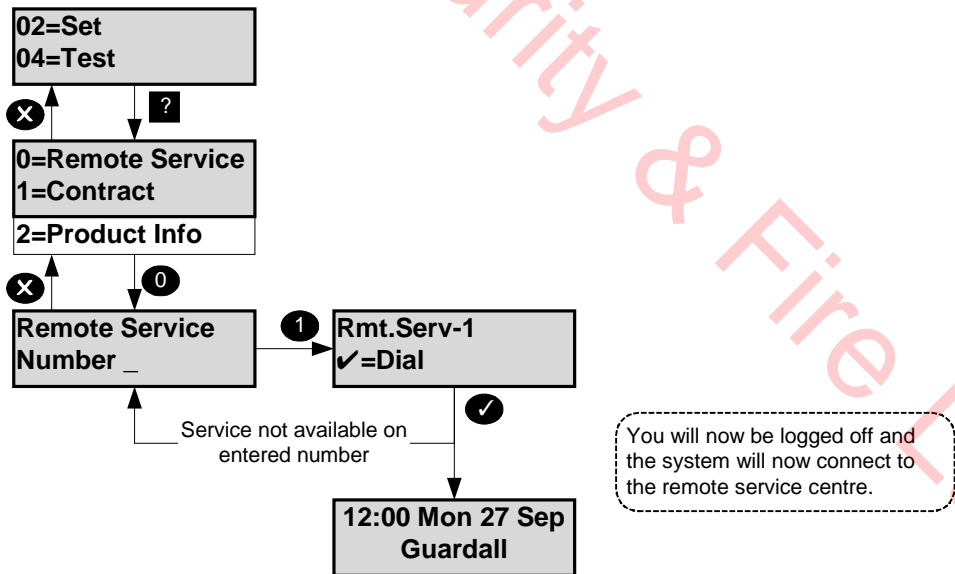 02=Set
04=Test
?
0=Remote Service
1=Contract
2=Product Info
0
Remote Service
Number _
1
Rmt.Serv-1
✔=Dial
✓
Service not available on
entered number
You will now be logged off and
the system will now connect to
the remote service centre.
12:00 Mon 27 Sep
Guardall
urity & Fire L